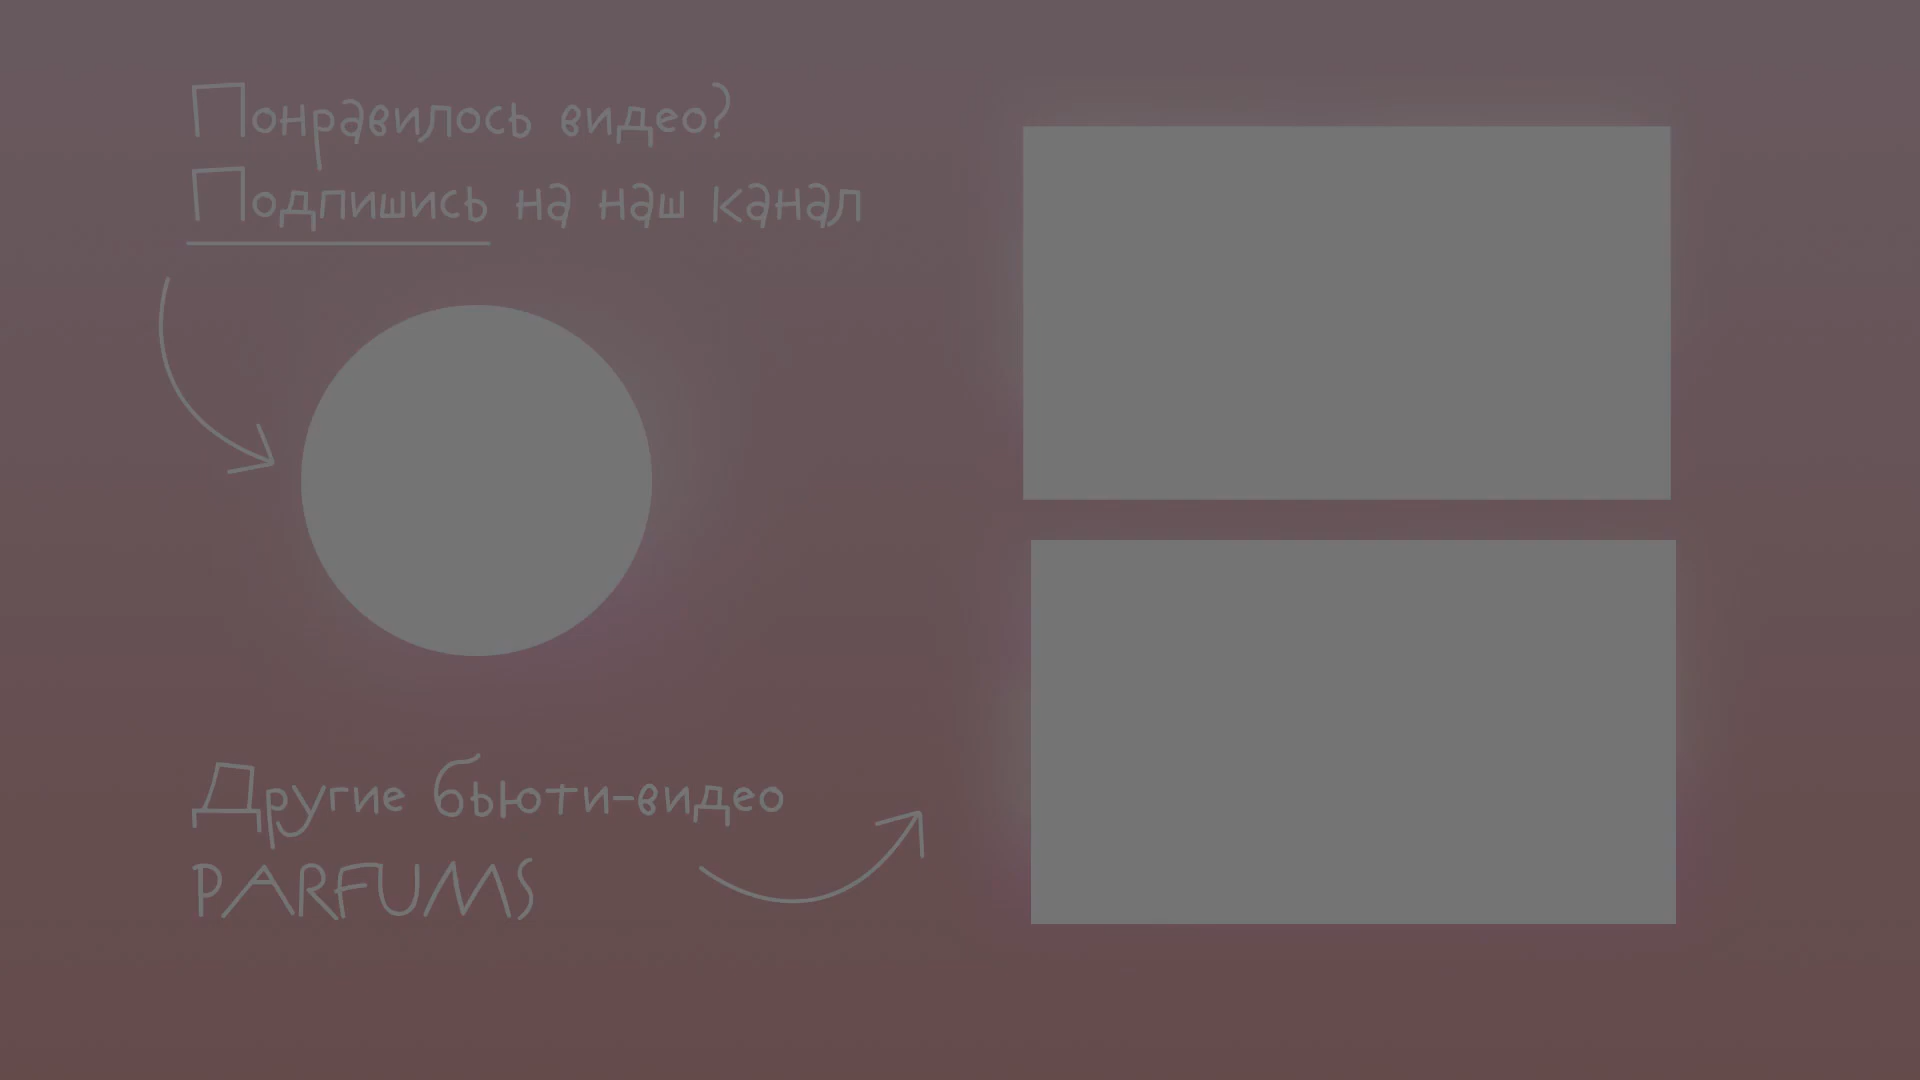 Понравилось видео?
Подпишись на наш канал
Другие бьюти-видео
PARFUMS